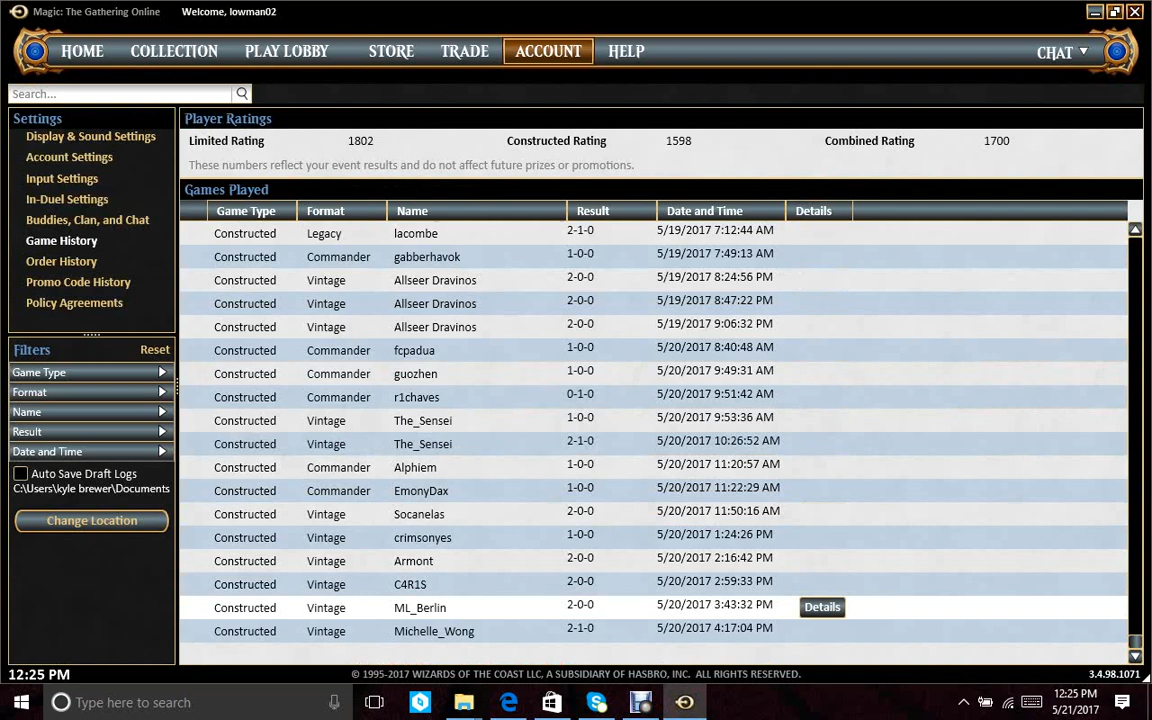 Magic: The Gathering Online Welcome, lowman02
HOME COLLECTION PLAY LOBBY STORE TRADE ACCOUNT HELP CHAT
Search...
Settings
Display & Sound Settings
Account Settings
Input Settings
In-Duel Settings
Buddies, Clan, and Chat
Game History
Order History
Promo Code History
Policy Agreements
Filters Reset
Game Type
Format
Name
Result
Date and Time
Auto Save Draft Logs
C:\Users\kyle brewer\Documents
Change Location
Player Ratings
Limited Rating 1802 Constructed Rating 1598 Combined Rating 1700
These numbers reflect your event results and do not affect future prizes or promotions.
Games Played
Game Type Format Name Result Date and Time Details
Constructed Legacy lacombe 2-1-0 5/19/2017 7:12:44 AM
Constructed Commander gabberhavok 1-0-0 5/19/2017 7:49:13 AM
Constructed Vintage Allseer Dravinos 2-0-0 5/19/2017 8:24:56 PM
Constructed Vintage Allseer Dravinos 2-0-0 5/19/2017 8:47:22 PM
Constructed Vintage Allseer Dravinos 2-0-0 5/19/2017 9:06:32 PM
Constructed Commander fcpadua 1-0-0 5/20/2017 8:40:48 AM
Constructed Commander guozhen 1-0-0 5/20/2017 9:49:31 AM
Constructed Commander r1chaves 0-1-0 5/20/2017 9:51:42 AM
Constructed Vintage The_Sensei 1-0-0 5/20/2017 9:53:36 AM
Constructed Vintage The_Sensei 2-1-0 5/20/2017 10:26:52 AM
Constructed Commander Alphiem 1-0-0 5/20/2017 11:20:57 AM
Constructed Commander EmonyDax 1-0-0 5/20/2017 11:22:29 AM
Constructed Vintage Socanelas 2-0-0 5/20/2017 11:50:16 AM
Constructed Vintage crimsonyes 1-0-0 5/20/2017 1:24:26 PM
Constructed Vintage Armont 2-0-0 5/20/2017 2:16:42 PM
Constructed Vintage C4R1S 2-0-0 5/20/2017 2:59:33 PM
Constructed Vintage ML_Berlin 2-0-0 5/20/2017 3:43:32 PM Details
Constructed Vintage Michelle_Wong 2-1-0 5/20/2017 4:17:04 PM
12:25 PM © 1995-2017 WIZARDS OF THE COAST LLC, A SUBSIDIARY OF HASBRO, INC. ALL RIGHTS RESERVED. 3.4.98.1071
Type here to search
12:25 PM
5/21/2017